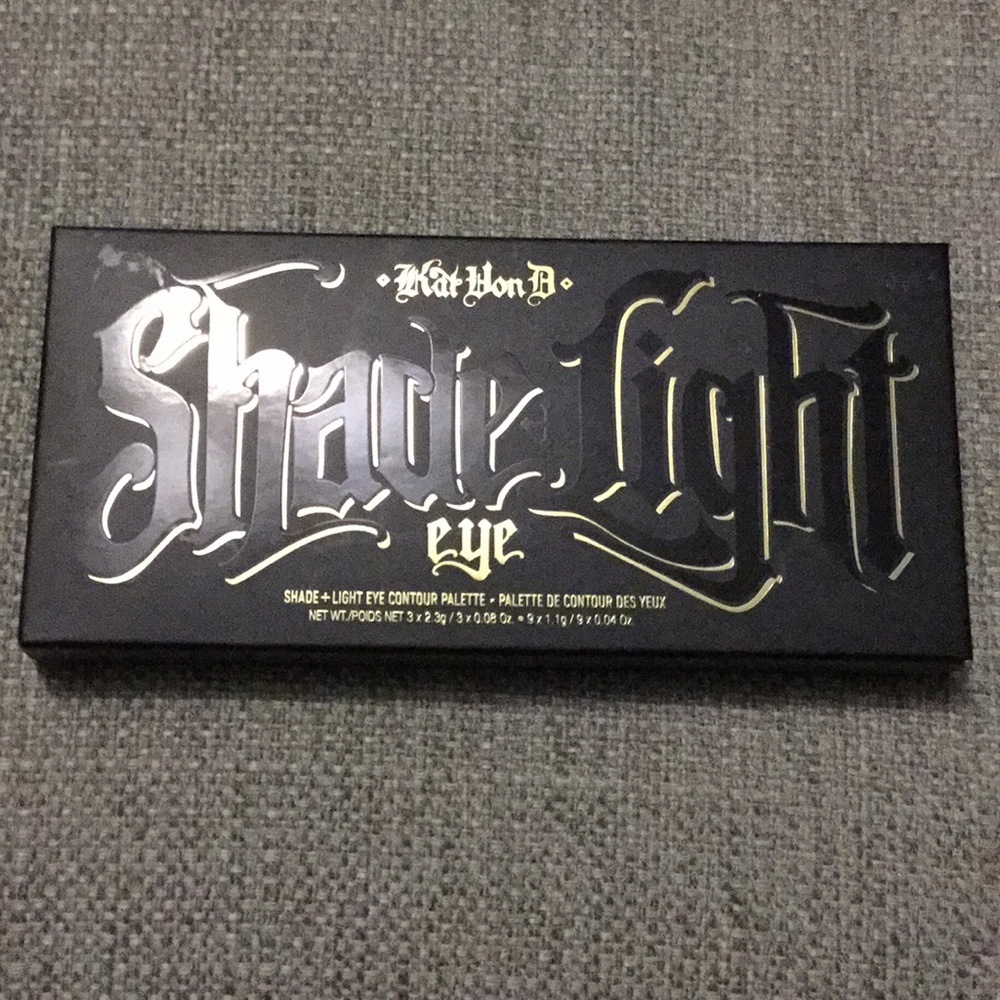 Kat Von D
Shade Light
eye
SHADE + LIGHT EYE CONTOUR PALETTE • PALETTE DE CONTOUR DES YEUX
NET WT./POIDS NET 3 x 2.3g / 3 x 0.08 Oz. • 9 x 1.1g / 9 x 0.04 Oz.